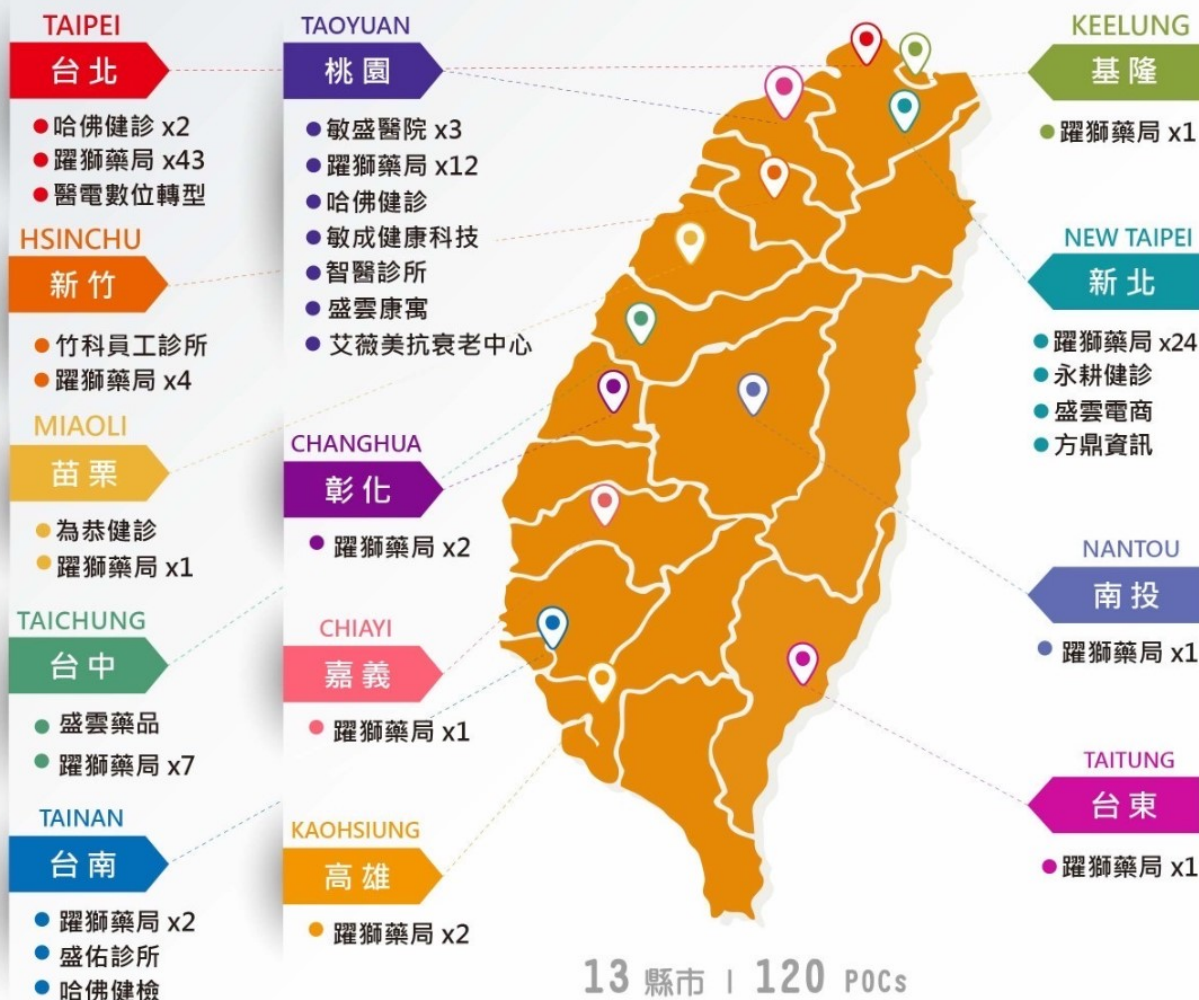 TAIPEI
台北
哈佛健診 x2
躍獅藥局 x43
醫電數位轉型
HSINCHU
新竹
竹科員工診所
躍獅藥局 x4
MIAOLI
苗栗
為恭健診
躍獅藥局 x1
TAICHUNG
台中
盛雲藥品
躍獅藥局 x7
TAINAN
台南
躍獅藥局 x2
盛佑診所
哈佛健檢
TAOYUAN
桃園
敏盛醫院 x3
躍獅藥局 x12
哈佛健診
敏成健康科技
智醫診所
盛雲康寓
艾薇美抗衰老中心
CHANGHUA
彰化
躍獅藥局 x2
CHIAYI
嘉義
躍獅藥局 x1
KAOHSIUNG
高雄
躍獅藥局 x2
KEELUNG
基隆
躍獅藥局 x1
NEW TAIPEI
新北
躍獅藥局 x24
永耕健診
盛雲電商
方鼎資訊
NANTOU
南投
躍獅藥局 x1
TAITUNG
台東
躍獅藥局 x1
13 縣市 | 120 POCs